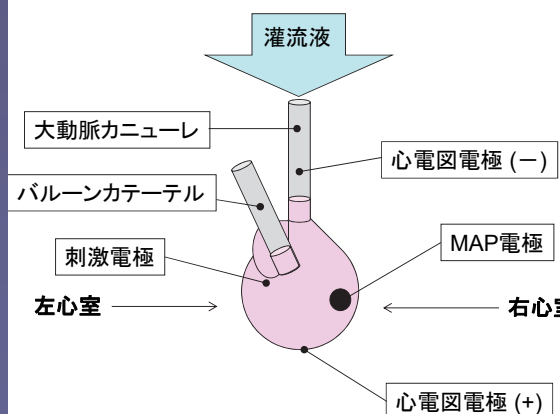 灌流液
大動脈カニューレ
心電図電極 (－)
バルーンカテーテル
MAP電極
刺激電極
左心室
右心室
心電図電極 (+)